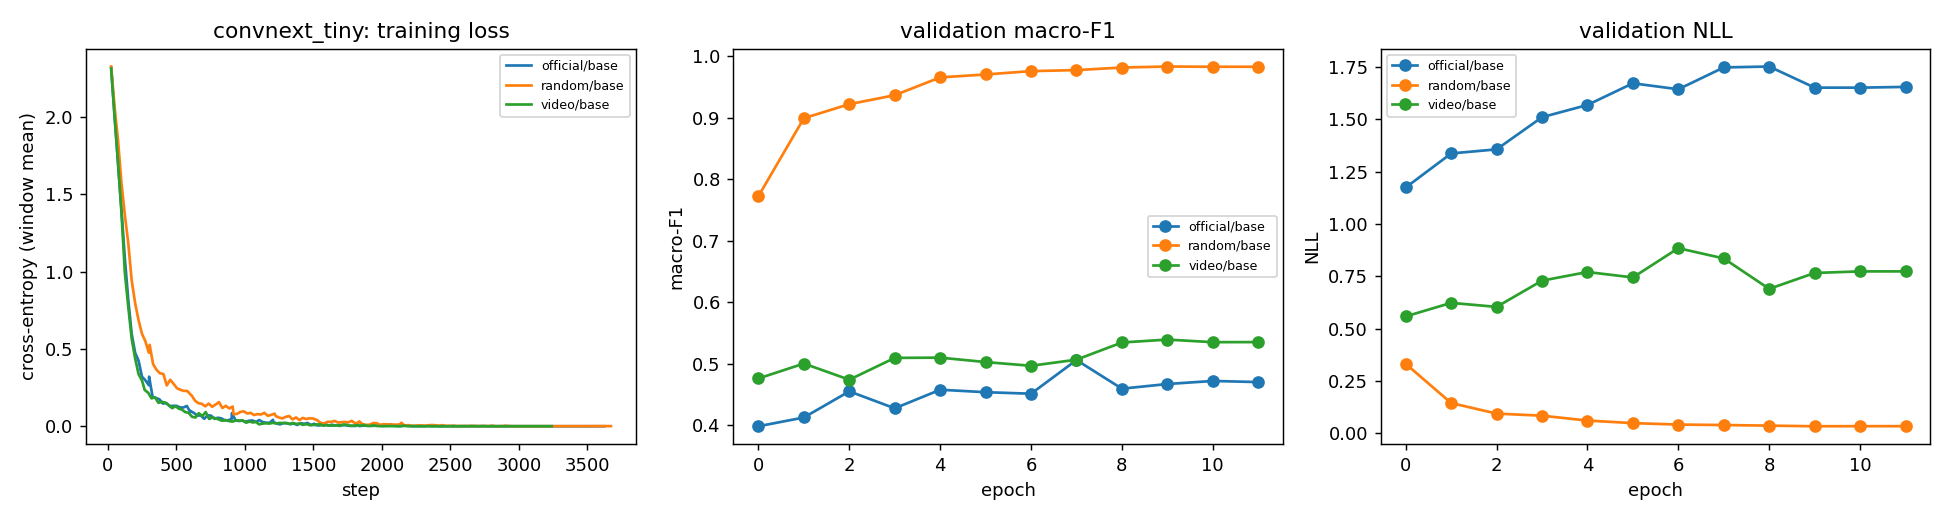 convnext_tiny: training loss
cross-entropy (window mean)
2.0
1.5
1.0
0.5
0.0
0
500
1000
1500
2000
2500
3000
3500
step
official/base
random/base
video/base
validation macro-F1
macro-F1
1.0
0.9
0.8
0.7
0.6
0.5
0.4
0
2
4
6
8
10
epoch
official/base
random/base
video/base
validation NLL
NLL
1.75
1.50
1.25
1.00
0.75
0.50
0.25
0.00
0
2
4
6
8
10
epoch
official/base
random/base
video/base